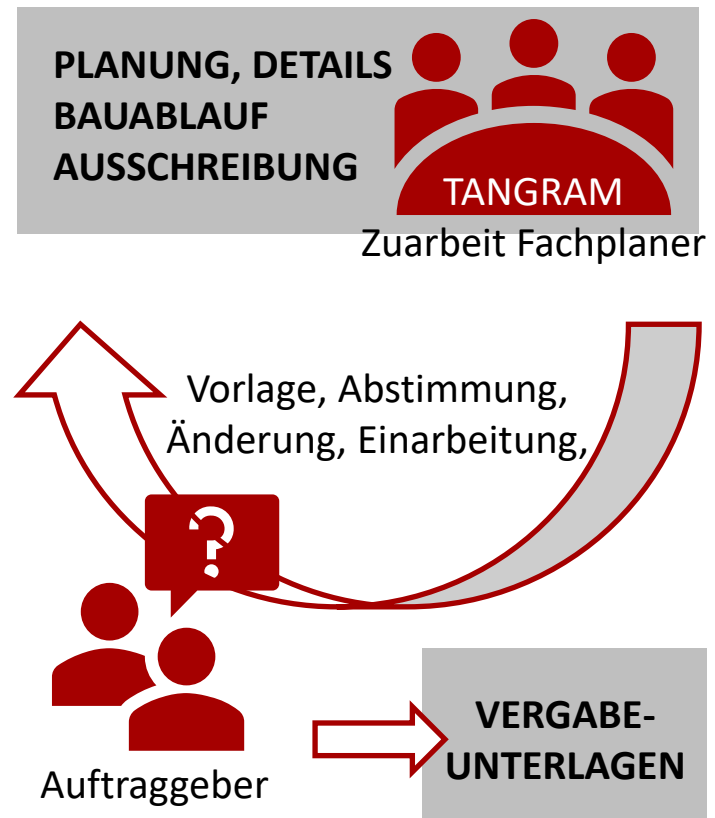 PLANUNG, DETAILS
BAUABLAUF
AUSSCHREIBUNG
TANGRAM
Zuarbeit Fachplaner
Vorlage, Abstimmung,
Änderung, Einarbeitung,
?
Auftraggeber
VERGABE-
UNTERLAGEN